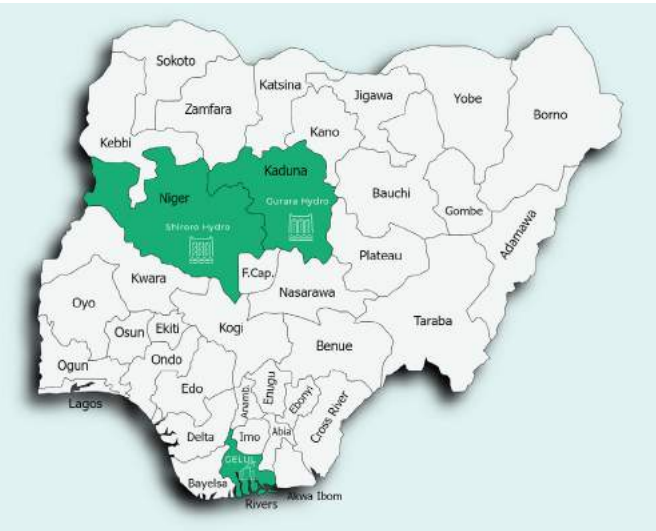 Sokoto
Katsina
Jigawa
Yobe
Borno
Zamfara
Kano
Kebbi
Kaduna
Bauchi
Niger
Gurara Hydro
Gombe
Adamawa
Shiroro Hydro
Plateau
F.Cap.
Kwara
Nasarawa
Oyo
Taraba
Osun
Ekiti
Kogi
Benue
Ogun
Ondo
Edo
Anamb.
Enugu
Ebonyi
Cross River
Lagos
Delta
Imo
Abia
GELUL
Bayelsa
Rivers
Akwa Ibom